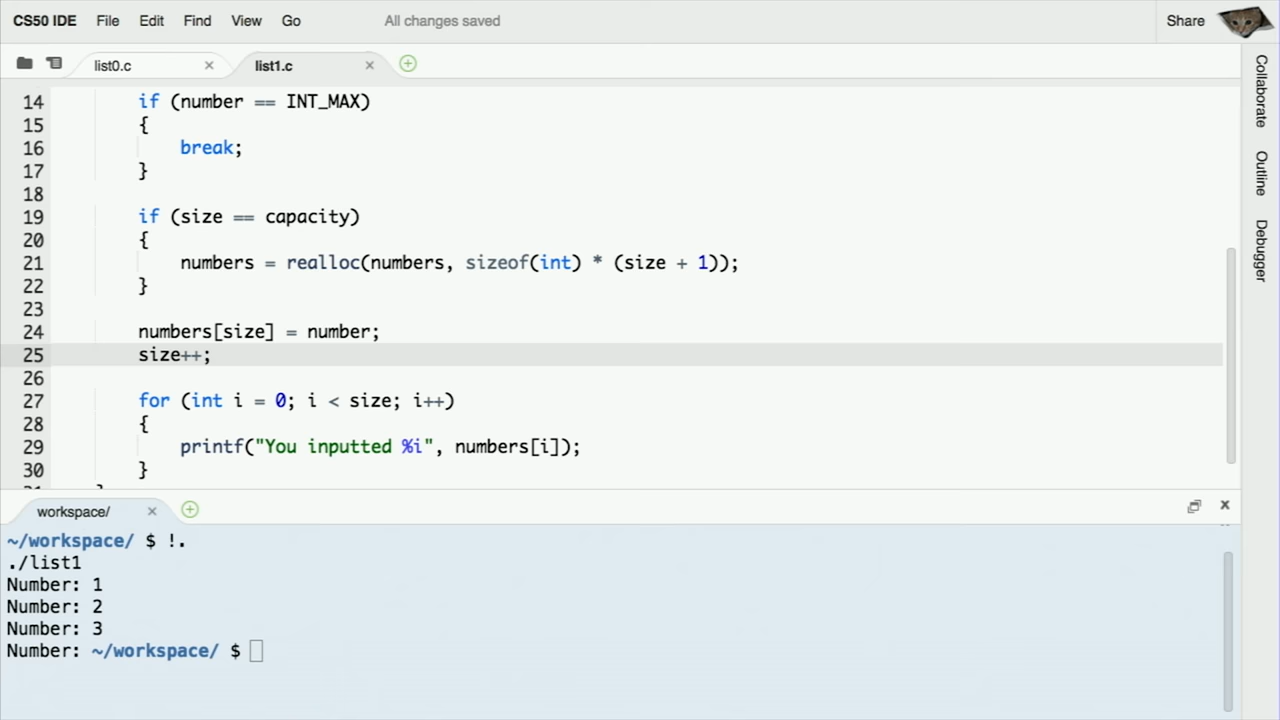 CS50 IDE File Edit Find View Go All changes saved Share
list0.c list1.c
Collaborate
Outline
Debugger
14 if (number == INT_MAX)
15 {
16 break;
17 }
18
19 if (size == capacity)
20 {
21 numbers = realloc(numbers, sizeof(int) * (size + 1));
22 }
23
24 numbers[size] = number;
25 size++;
26
27 for (int i = 0; i < size; i++)
28 {
29 printf("You inputted %i", numbers[i]);
30 }
workspace/
~/workspace/ $ !.
./list1
Number: 1
Number: 2
Number: 3
Number: ~/workspace/ $